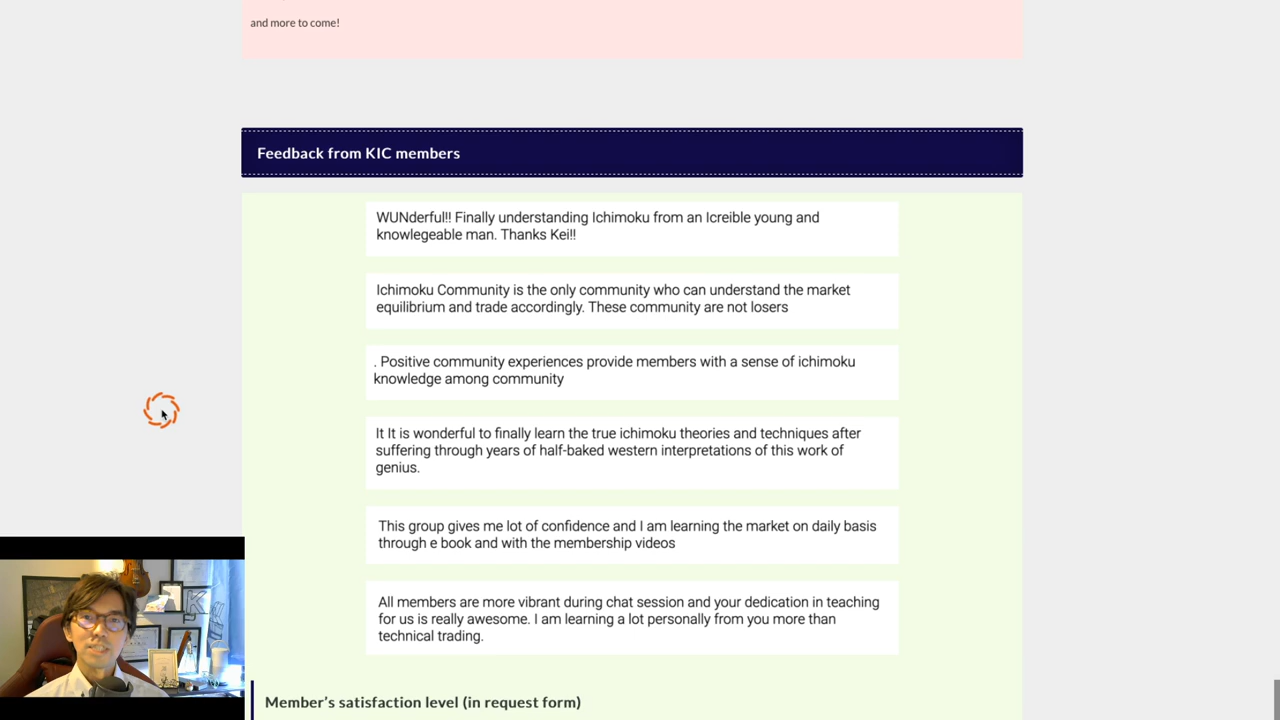 and more to come!
Feedback from KIC members
WUNderful!! Finally understanding Ichimoku from an Icreible young and
knowlegeable man. Thanks Kei!!
Ichimoku Community is the only community who can understand the market
equilibrium and trade accordingly. These community are not losers
. Positive community experiences provide members with a sense of ichimoku
knowledge among community
It It is wonderful to finally learn the true ichimoku theories and techniques after
suffering through years of half-baked western interpretations of this work of
genius.
This group gives me lot of confidence and I am learning the market on daily basis
through e book and with the membership videos
All members are more vibrant during chat session and your dedication in teaching
for us is really awesome. I am learning a lot personally from you more than
technical trading.
Member’s satisfaction level (in request form)